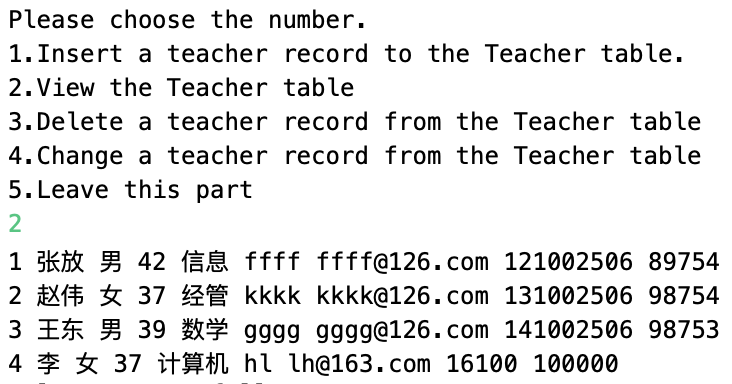 Please choose the number.
1.Insert a teacher record to the Teacher table.
2.View the Teacher table
3.Delete a teacher record from the Teacher table
4.Change a teacher record from the Teacher table
5.Leave this part
2
1 张放 男 42 信息 ffff ffff@126.com 121002506 89754
2 赵伟 女 37 经管 kkkk kkkk@126.com 131002506 98754
3 王东 男 39 数学 gggg gggg@126.com 141002506 98753
4 李 女 37 计算机 hl lh@163.com 16100 100000